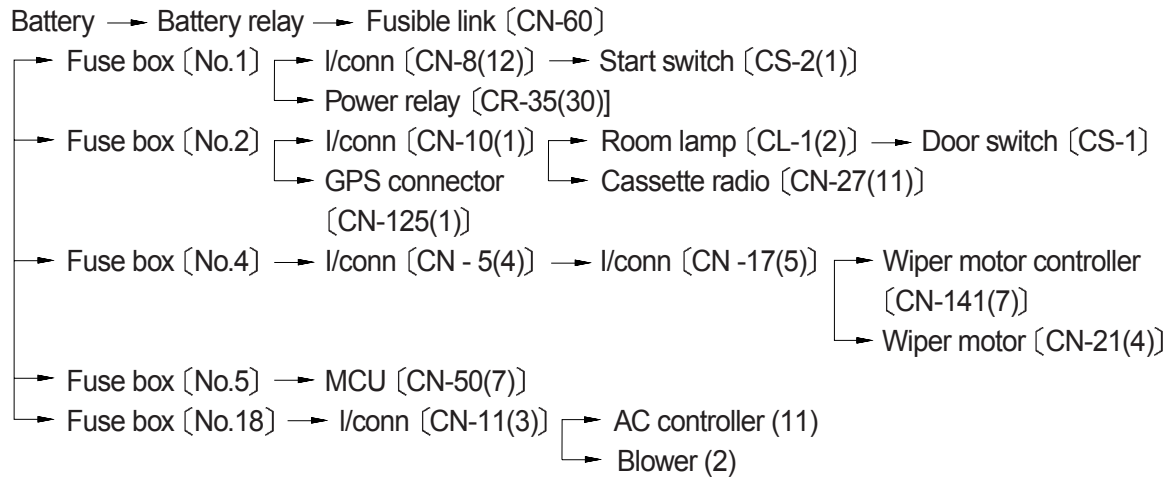 Battery → Battery relay → Fusible link〔CN-60〕
Fuse box〔No.1〕 I/conn〔CN-8(12)〕 → Start switch〔CS-2(1)〕
Power relay〔CR-35(30)]
Fuse box〔No.2〕 I/conn〔CN-10(1)〕 Room lamp〔CL-1(2)〕 → Door switch〔CS-1〕
GPS connector Cassette radio〔CN-27(11)〕
〔CN-125(1)〕
Fuse box〔No.4〕 → I/conn〔CN - 5(4)〕 → I/conn〔CN -17(5)〕 Wiper motor controller
〔CN-141(7)〕
Wiper motor〔CN-21(4)〕
Fuse box〔No.5〕 → MCU〔CN-50(7)〕
Fuse box〔No.18〕 → I/conn〔CN-11(3)〕 AC controller (11)
Blower (2)